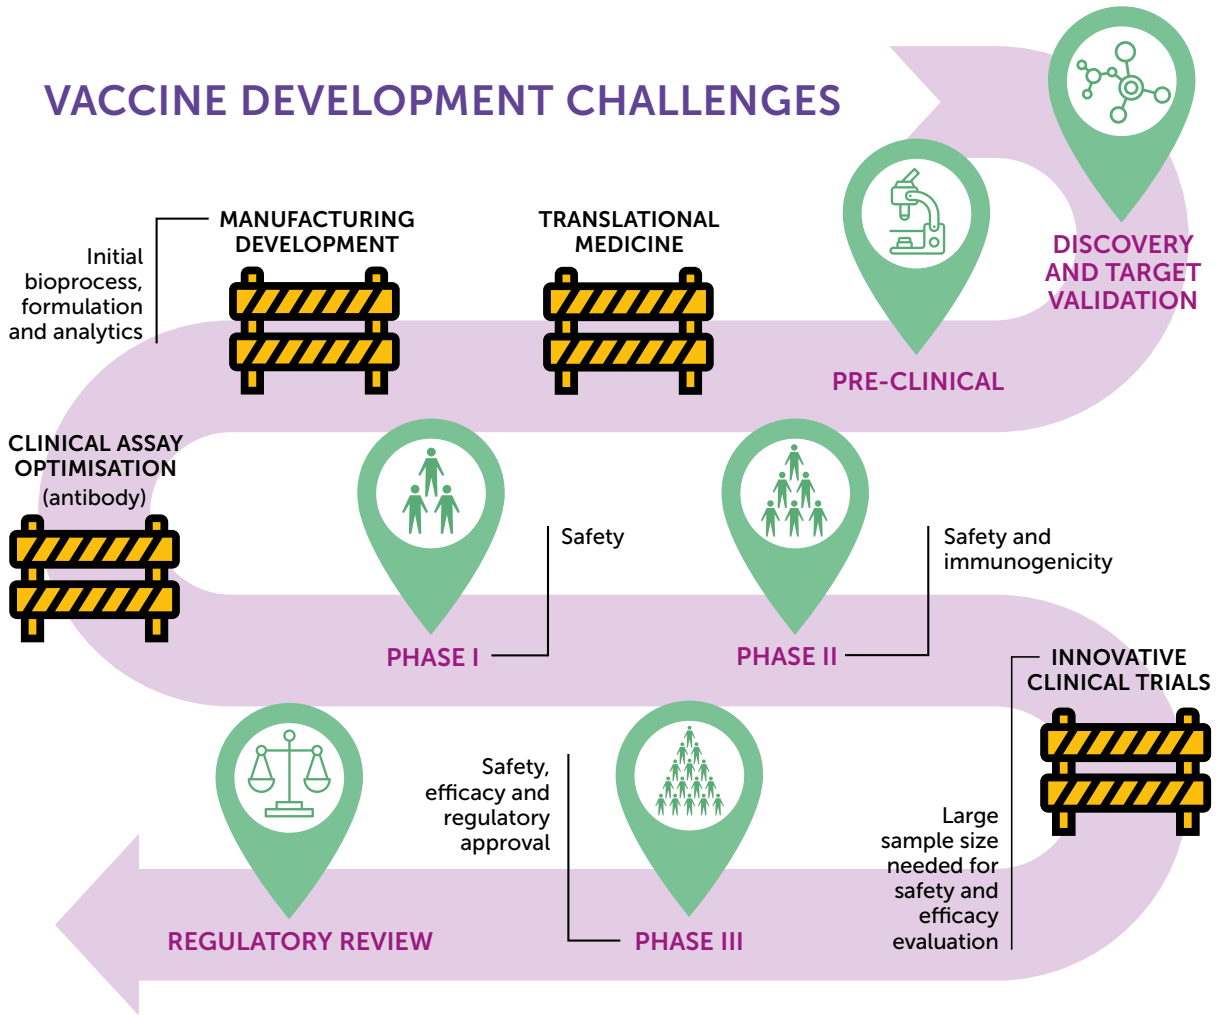 VACCINE DEVELOPMENT CHALLENGES
DISCOVERY
AND TARGET
VALIDATION
PRE-CLINICAL
TRANSLATIONAL
MEDICINE
MANUFACTURING
DEVELOPMENT
Initial
bioprocess,
formulation
and analytics
CLINICAL ASSAY
OPTIMISATION
(antibody)
PHASE I
Safety
PHASE II
Safety and
immunogenicity
INNOVATIVE
CLINICAL TRIALS
Large
sample size
needed for
safety and
efficacy
evaluation
PHASE III
Safety,
efficacy and
regulatory
approval
REGULATORY REVIEW